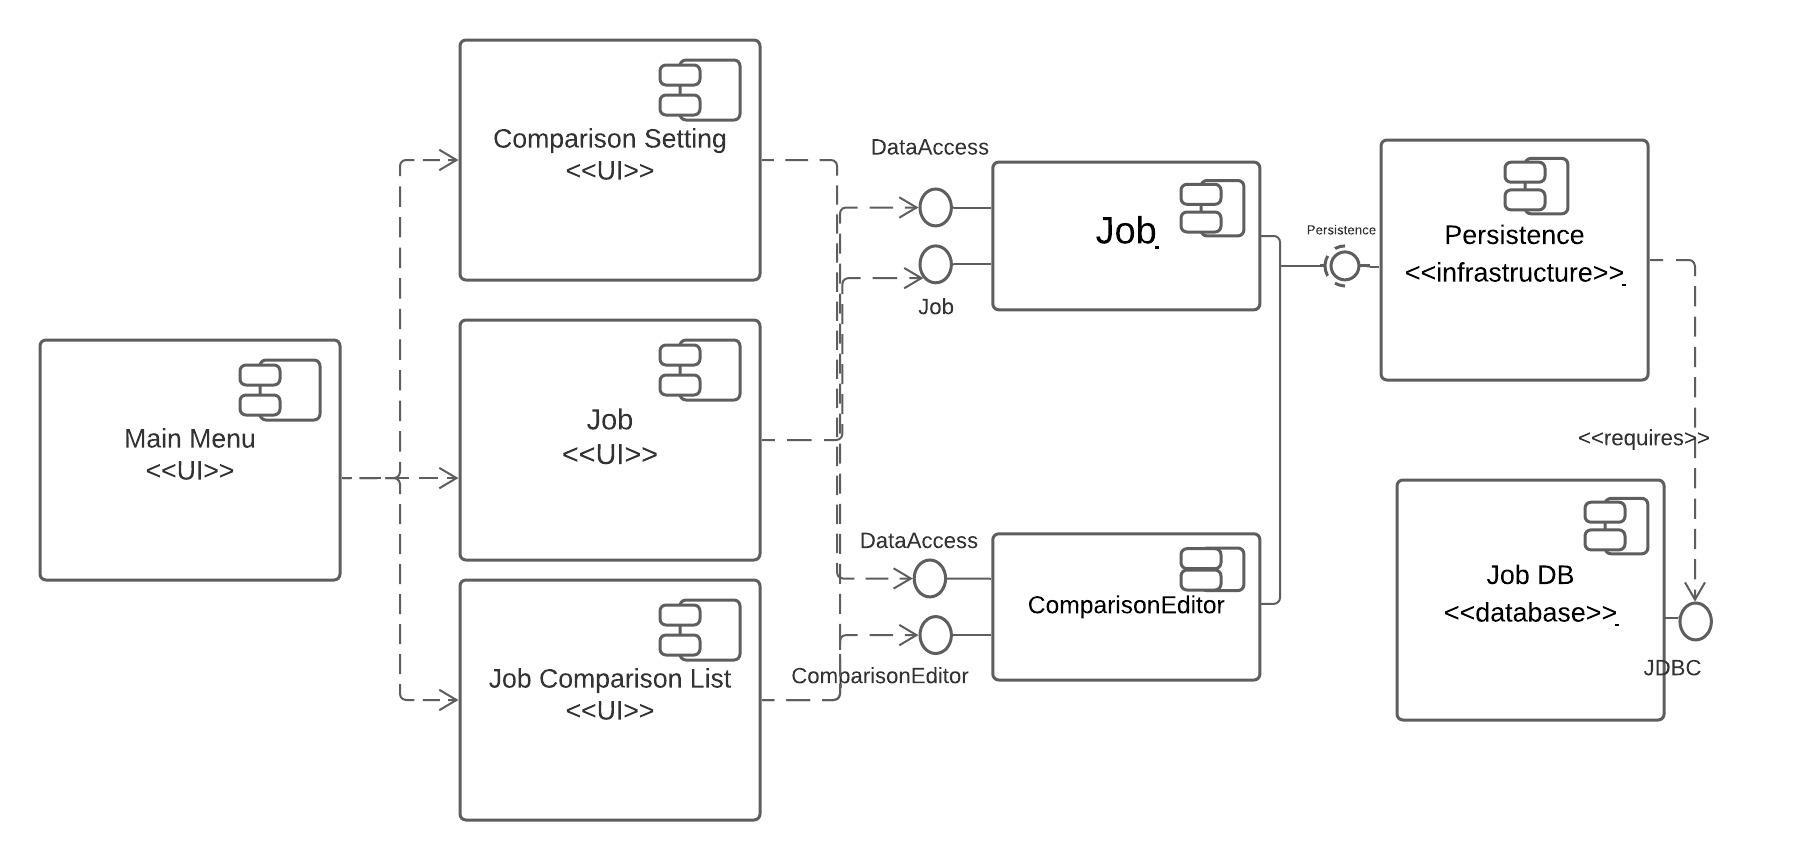 Main Menu
<<UI>>
Comparison Setting
<<UI>>
Job
<<UI>>
Job Comparison List
<<UI>>
DataAccess
Job
Job
DataAccess
ComparisonEditor
ComparisonEditor
Persistence
Persistence
<<infrastructure>>
<<requires>>
Job DB
<<database>>
JDBC